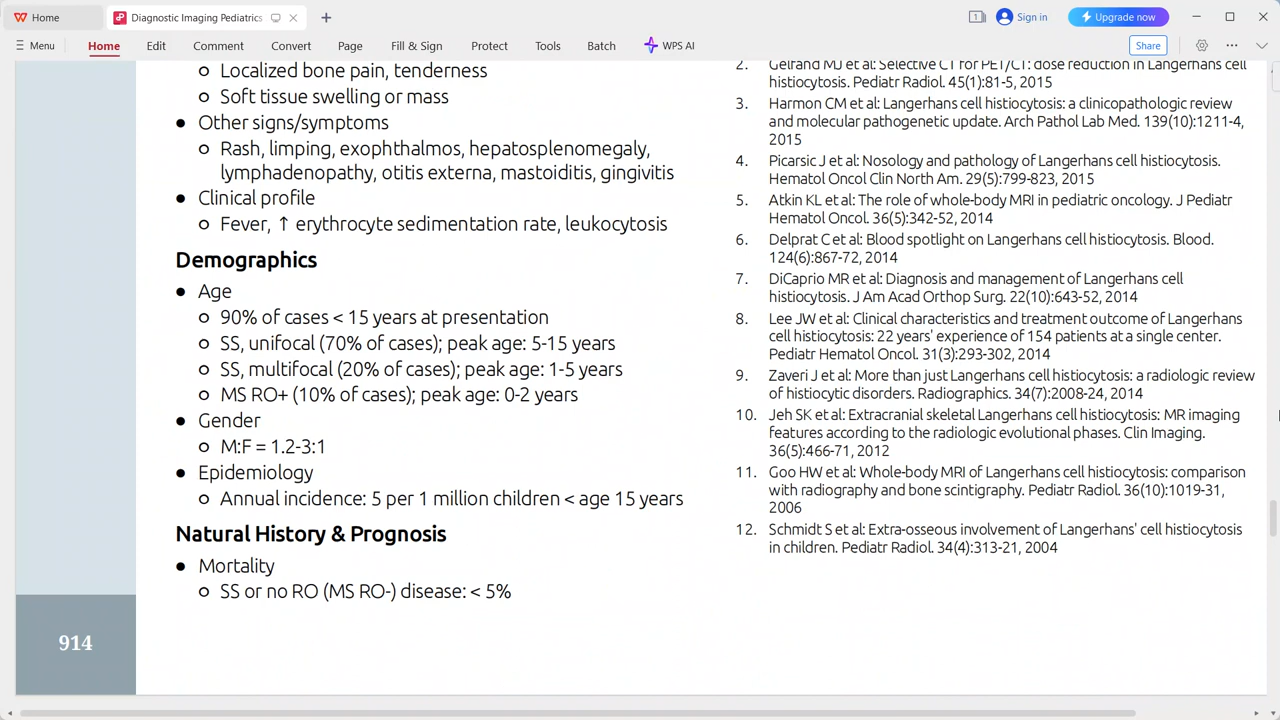 Home
Diagnostic Imaging Pediatrics
1
Sign in
Upgrade now
Menu
Home
Edit
Comment
Convert
Page
Fill & Sign
Protect
Tools
Batch
WPS AI
Share
o Localized bone pain, tenderness
o Soft tissue swelling or mass
● Other signs/symptoms
o Rash, limping, exophthalmos, hepatosplenomegaly,
lymphadenopathy, otitis externa, mastoiditis, gingivitis
● Clinical profile
o Fever, ↑ erythrocyte sedimentation rate, leukocytosis
Demographics
● Age
o 90% of cases < 15 years at presentation
o SS, unifocal (70% of cases); peak age: 5-15 years
o SS, multifocal (20% of cases); peak age: 1-5 years
o MS RO+ (10% of cases); peak age: 0-2 years
● Gender
o M:F = 1.2-3:1
● Epidemiology
o Annual incidence: 5 per 1 million children < age 15 years
Natural History & Prognosis
● Mortality
o SS or no RO (MS RO-) disease: < 5%
914
2. Gelfand MJ et al: Selective CT for PET/CT: dose reduction in Langerhans cell
histiocytosis. Pediatr Radiol. 45(1):81-5, 2015
3. Harmon CM et al: Langerhans cell histiocytosis: a clinicopathologic review
and molecular pathogenetic update. Arch Pathol Lab Med. 139(10):1211-4,
2015
4. Picarsic J et al: Nosology and pathology of Langerhans cell histiocytosis.
Hematol Oncol Clin North Am. 29(5):799-823, 2015
5. Atkin KL et al: The role of whole-body MRI in pediatric oncology. J Pediatr
Hematol Oncol. 36(5):342-52, 2014
6. Delprat C et al: Blood spotlight on Langerhans cell histiocytosis. Blood.
124(6):867-72, 2014
7. DiCaprio MR et al: Diagnosis and management of Langerhans cell
histiocytosis. J Am Acad Orthop Surg. 22(10):643-52, 2014
8. Lee JW et al: Clinical characteristics and treatment outcome of Langerhans
cell histiocytosis: 22 years' experience of 154 patients at a single center.
Pediatr Hematol Oncol. 31(3):293-302, 2014
9. Zaveri J et al: More than just Langerhans cell histiocytosis: a radiologic review
of histiocytic disorders. Radiographics. 34(7):2008-24, 2014
10. Jeh SK et al: Extracranial skeletal Langerhans cell histiocytosis: MR imaging
features according to the radiologic evolutional phases. Clin Imaging.
36(5):466-71, 2012
11. Goo HW et al: Whole-body MRI of Langerhans cell histiocytosis: comparison
with radiography and bone scintigraphy. Pediatr Radiol. 36(10):1019-31,
2006
12. Schmidt S et al: Extra-osseous involvement of Langerhans' cell histiocytosis
in children. Pediatr Radiol. 34(4):313-21, 2004